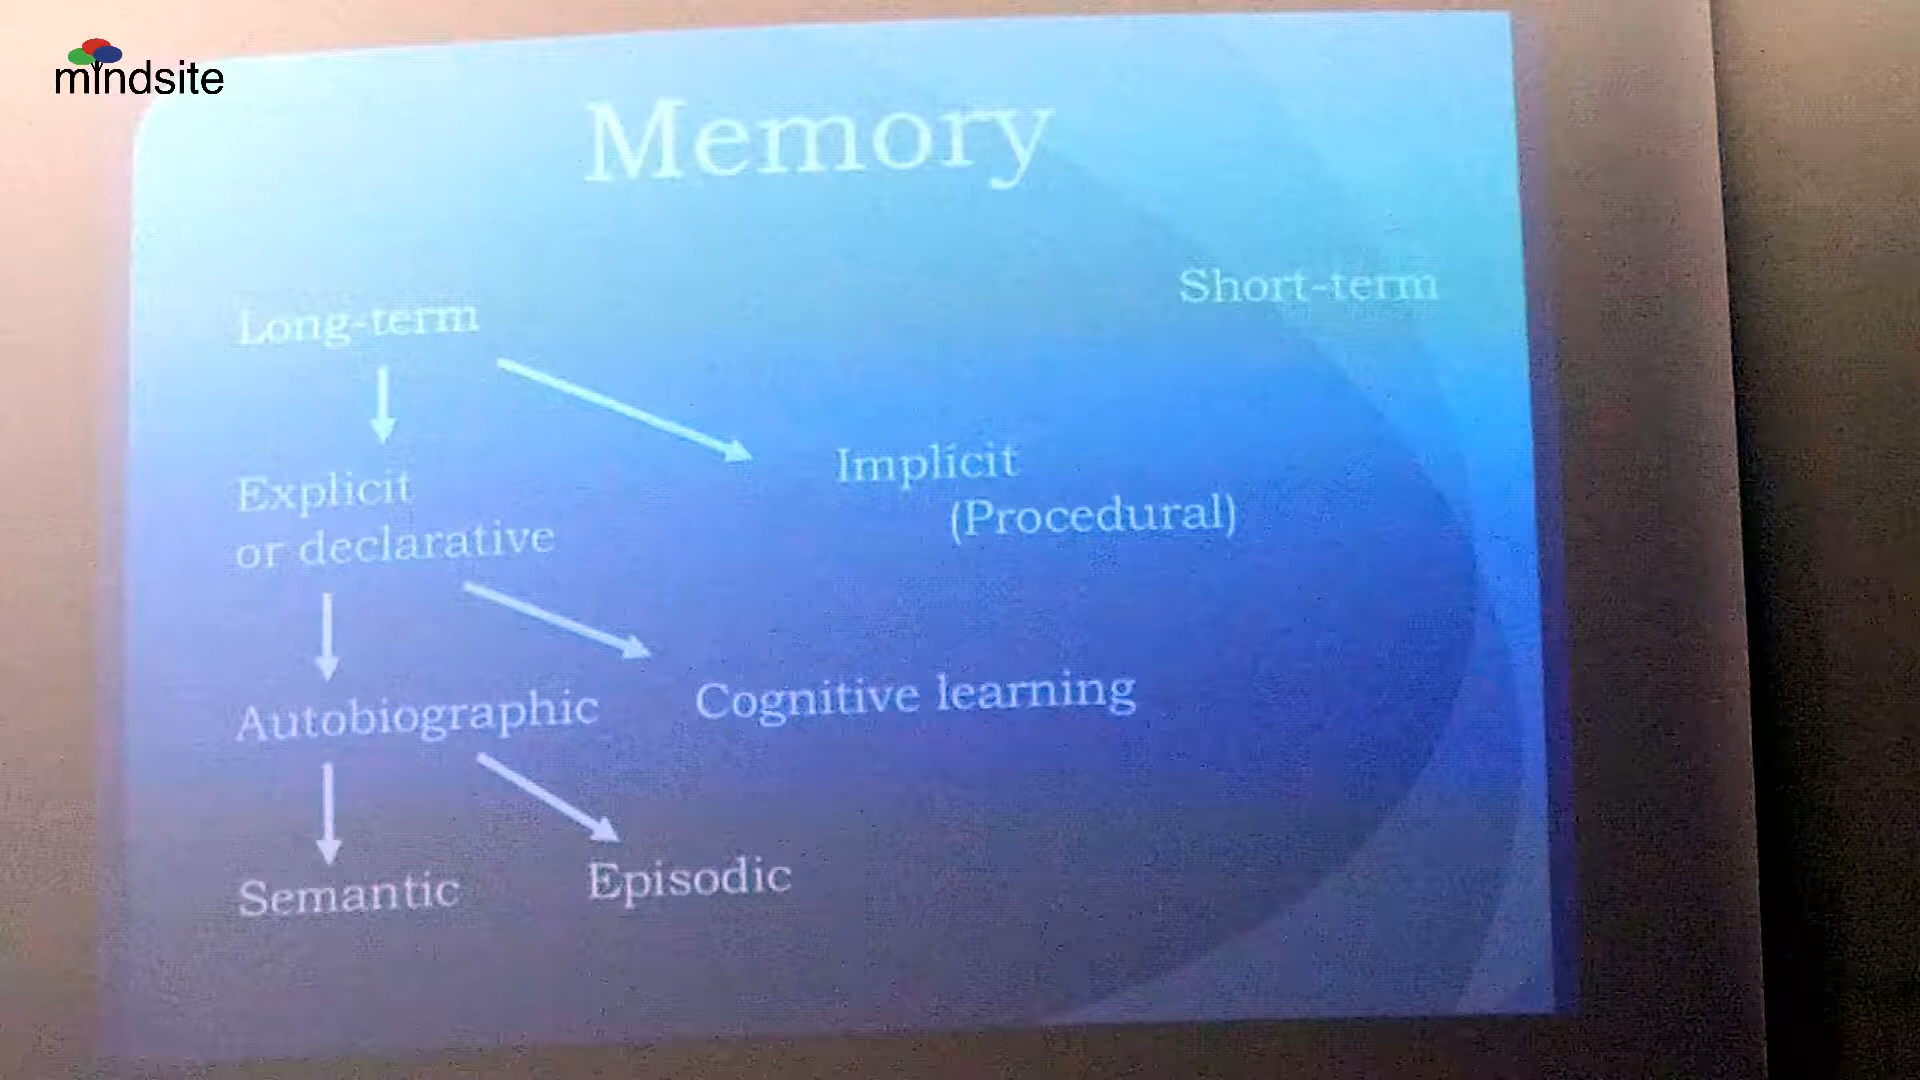 mindsite
Memory
Short-term
Long-term
Implicit
(Procedural)
Explicit
or declarative
Autobiographic
Cognitive learning
Semantic
Episodic